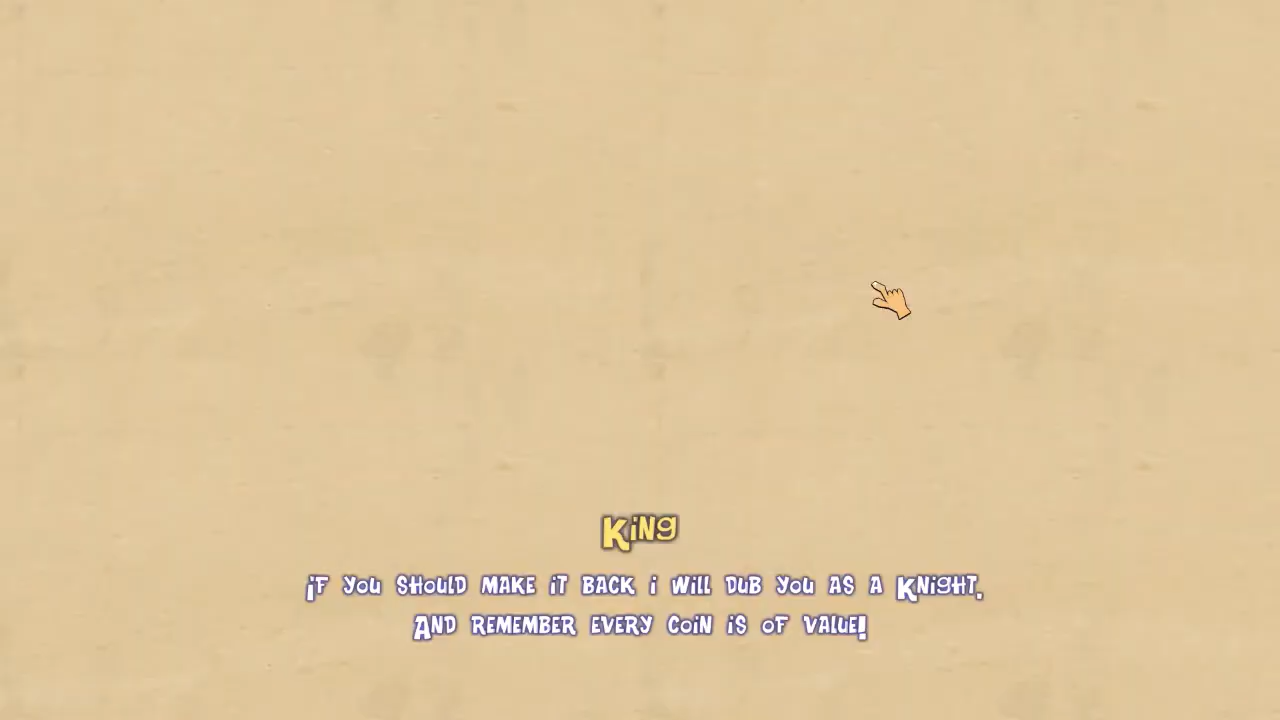 King
If you should make it back i will dub you as a Knight.
And remember every coin is of value!